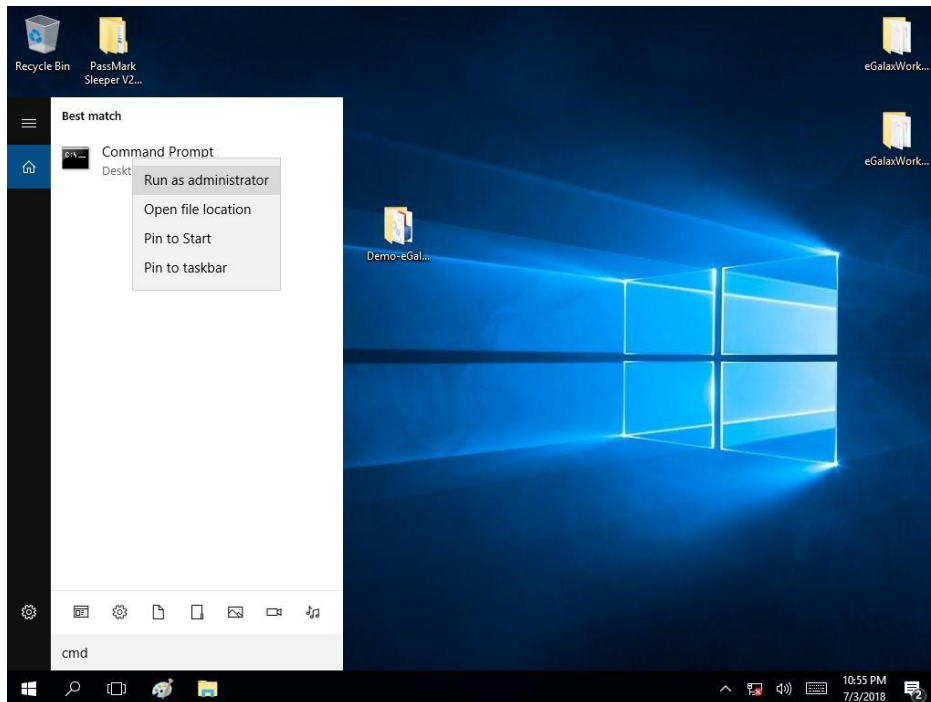 Recycle Bin
PassMark
Sleeper V2...
eGalaxWork...
eGalaxWork...
Demo-eGal...
Best match
C:\
Command Prompt
Deskt
Run as administrator
Open file location
Pin to Start
Pin to taskbar
cmd
10:55 PM
7/3/2018
2